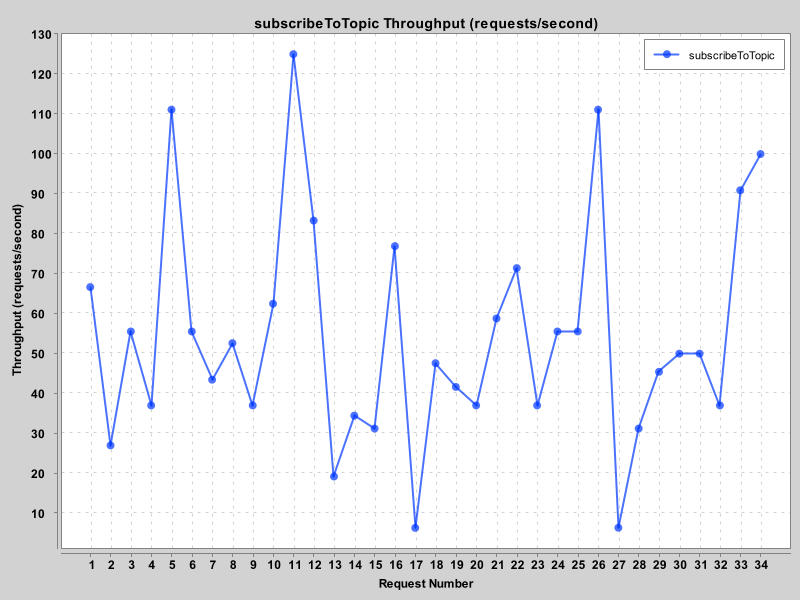 subscribeToTopic Throughput (requests/second)
subscribeToTopic
Throughput (requests/second)
130
120
110
100
90
80
70
60
50
40
30
20
10
1 2 3 4 5 6 7 8 9 10 11 12 13 14 15 16 17 18 19 20 21 22 23 24 25 26 27 28 29 30 31 32 33 34
Request Number